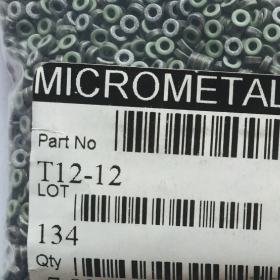 MICROMETAL
Part No
T12-12
LOT
134
Qty